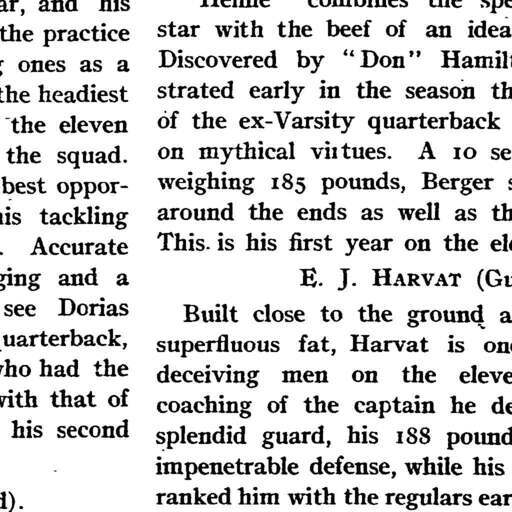 ar, and his
the practice
g ones as a
the headiest
the eleven
the squad.
best oppor-
his tackling
. Accurate
ging and a
see Dorias
quarterback,
who had the
with that of
his second
d).
"Henne" combines the spe
star with the beef of an idea
Discovered by "Don" Hamilt
strated early in the season th
of the ex-Varsity quarterback
on mythical virtues. A 10 se
weighing 185 pounds, Berger s
around the ends as well as th
This is his first year on the ele
E. J. HARVAT (Gu
Built close to the ground a
superfluous fat, Harvat is one
deceiving men on the eleve
coaching of the captain he de
splendid guard, his 188 pound
impenetrable defense, while his
ranked him with the regulars ear